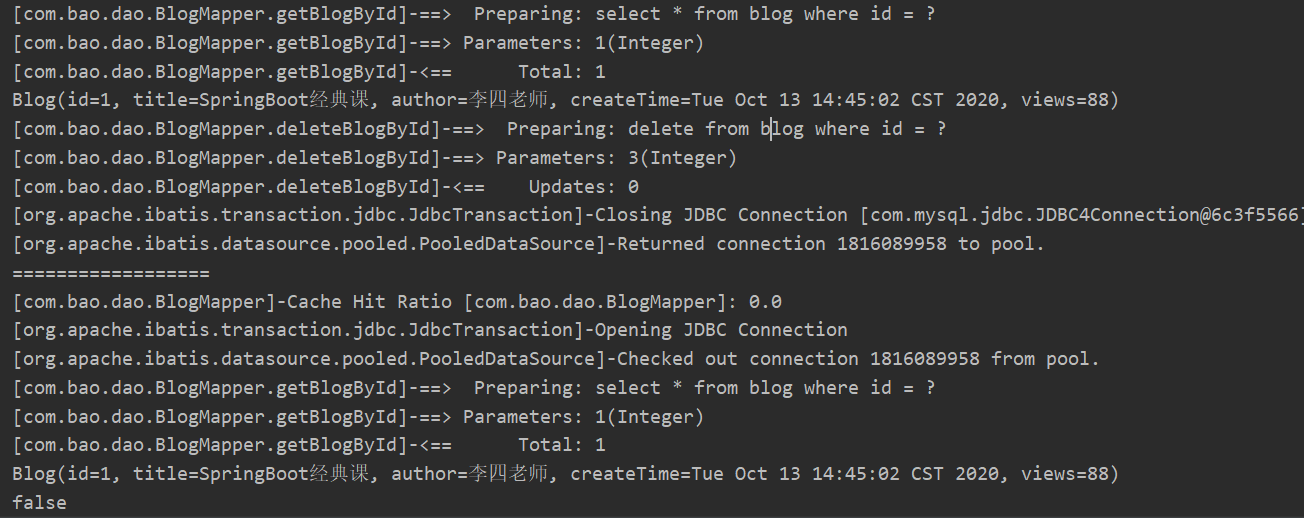 [com.bao.dao.BlogMapper.getBlogById]-==>  Preparing: select * from blog where id = ?
[com.bao.dao.BlogMapper.getBlogById]-==> Parameters: 1(Integer)
[com.bao.dao.BlogMapper.getBlogById]-<==      Total: 1
Blog(id=1, title=SpringBoot经典课, author=李四老师, createTime=Tue Oct 13 14:45:02 CST 2020, views=88)
[com.bao.dao.BlogMapper.deleteBlogById]-==>  Preparing: delete from blog where id = ?
[com.bao.dao.BlogMapper.deleteBlogById]-==> Parameters: 3(Integer)
[com.bao.dao.BlogMapper.deleteBlogById]-<==    Updates: 0
[org.apache.ibatis.transaction.jdbc.JdbcTransaction]-Closing JDBC Connection [com.mysql.jdbc.JDBC4Connection@6c3f5566]
[org.apache.ibatis.datasource.pooled.PooledDataSource]-Returned connection 1816089958 to pool.
==================
[com.bao.dao.BlogMapper]-Cache Hit Ratio [com.bao.dao.BlogMapper]: 0.0
[org.apache.ibatis.transaction.jdbc.JdbcTransaction]-Opening JDBC Connection
[org.apache.ibatis.datasource.pooled.PooledDataSource]-Checked out connection 1816089958 from pool.
[com.bao.dao.BlogMapper.getBlogById]-==>  Preparing: select * from blog where id = ?
[com.bao.dao.BlogMapper.getBlogById]-==> Parameters: 1(Integer)
[com.bao.dao.BlogMapper.getBlogById]-<==      Total: 1
Blog(id=1, title=SpringBoot经典课, author=李四老师, createTime=Tue Oct 13 14:45:02 CST 2020, views=88)
false